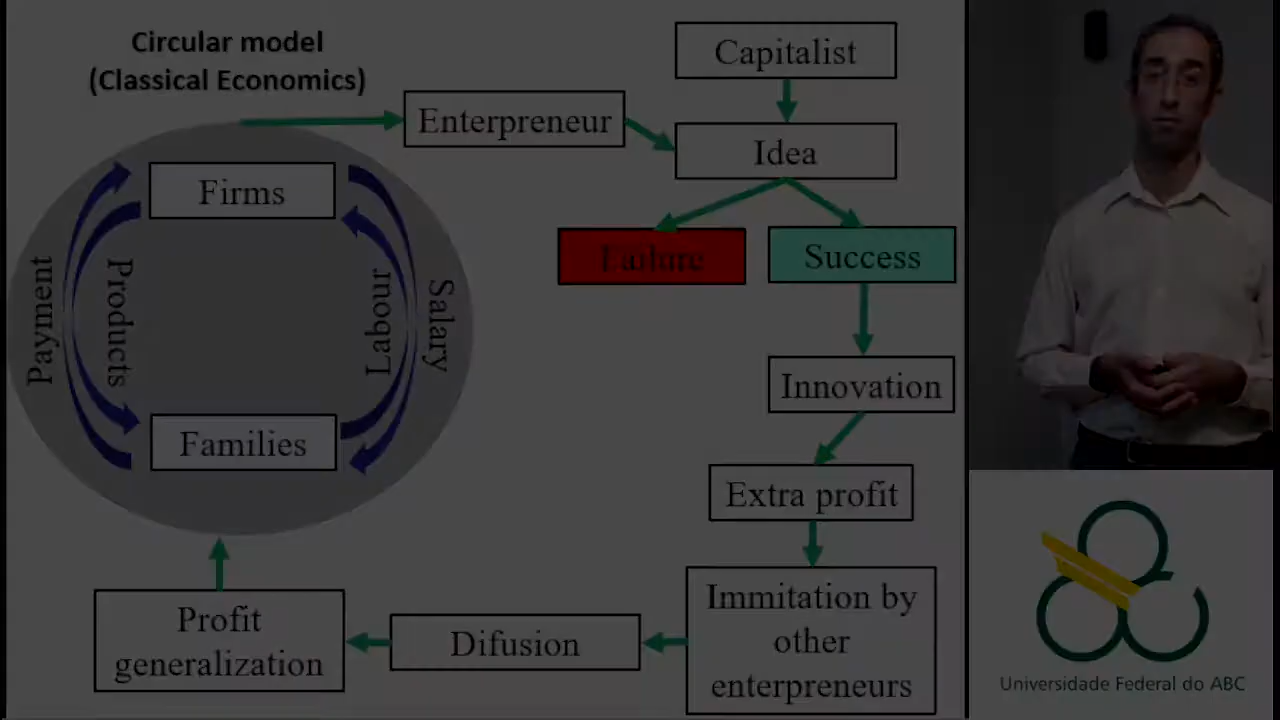 Circular model
(Classical Economics)
Capitalist
Enterpreneur
Idea
Firms
Failure
Success
Payment
Products
Labour
Salary
Innovation
Families
Extra profit
Immitation by
other
enterpreneurs
Difusion
Profit
generalization
Universidade Federal do ABC